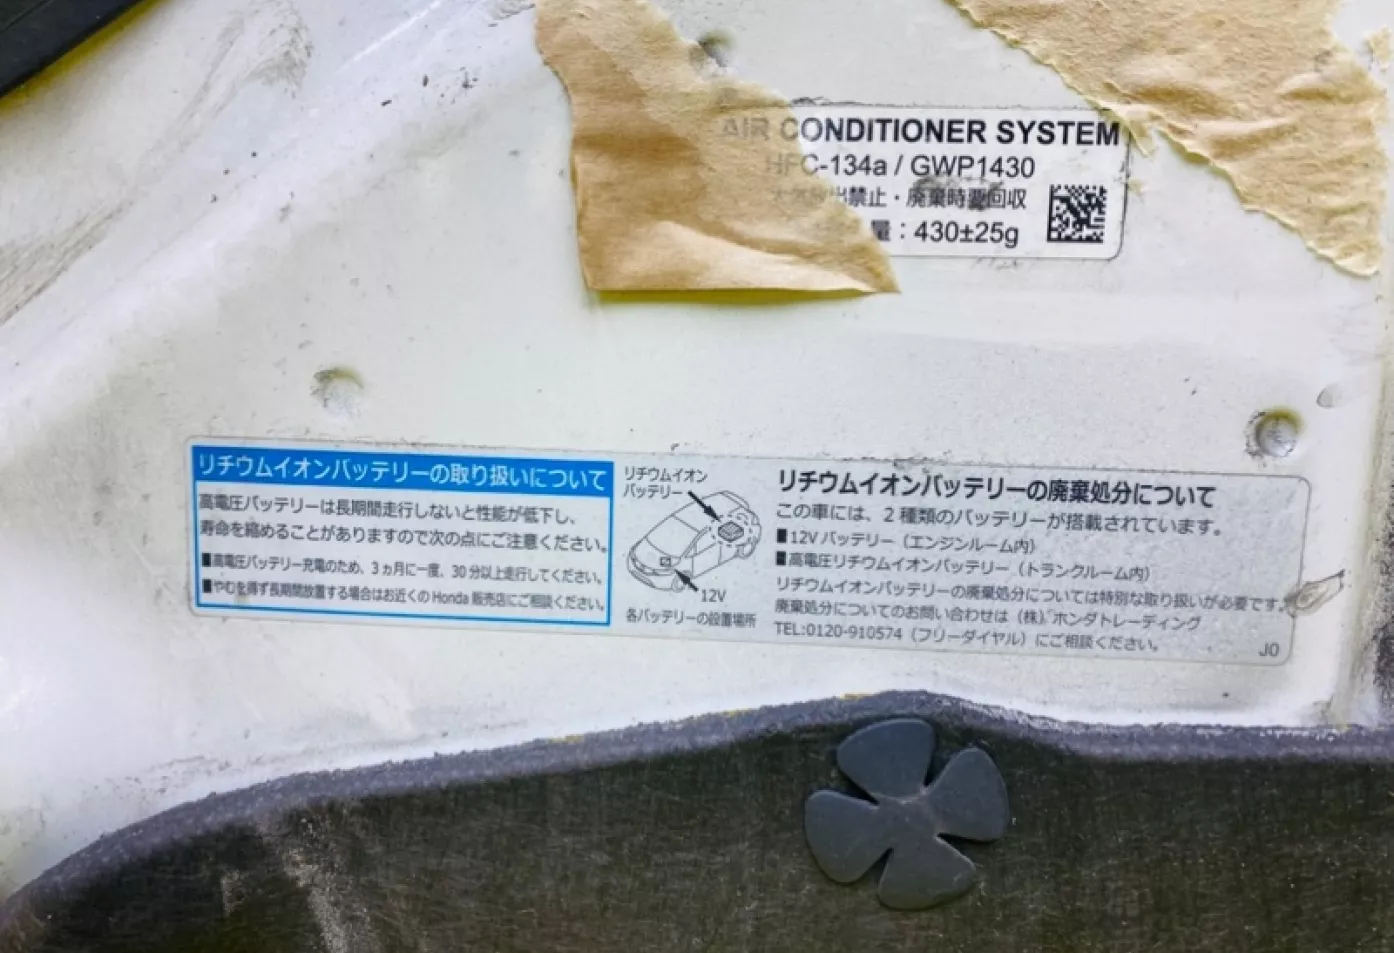 AIR CONDITIONER SYSTEM
HFC-134a / GWP1430
大気放出禁止・廃棄時要回収
量：430±25g
リチウムイオンバッテリーの取り扱いについて
高電圧バッテリーは長期間走行しないと性能が低下し、
寿命を縮めることがありますので次の点にご注意ください。
■高電圧バッテリー充電のため、3ヵ月に一度、30分以上走行してください。
■やむを得ず長期間放置する場合はお近くのHonda販売店にご相談ください。
リチウムイオン
バッテリー
12V
各バッテリーの設置場所
リチウムイオンバッテリーの廃棄処分について
この車には、2種類のバッテリーが搭載されています。
■12Vバッテリー（エンジンルーム内）
■高電圧リチウムイオンバッテリー（トランクルーム内）
リチウムイオンバッテリーの廃棄処分については特別な取り扱いが必要です。
廃棄処分についてのお問い合わせは（株）ホンダトレーディング
TEL:0120-910574（フリーダイヤル）にご相談ください。
J0